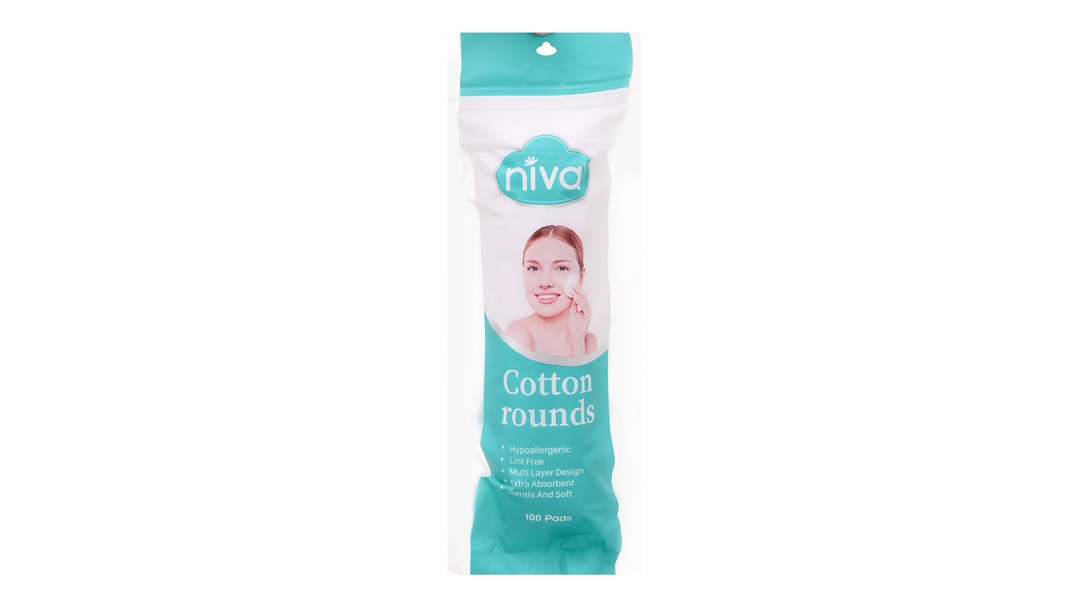 niva
Cotton
rounds
Hypoallergenic
Lint Free
Multi Layer Design
Extra Absorbent
Gentle And Soft
100 Pads